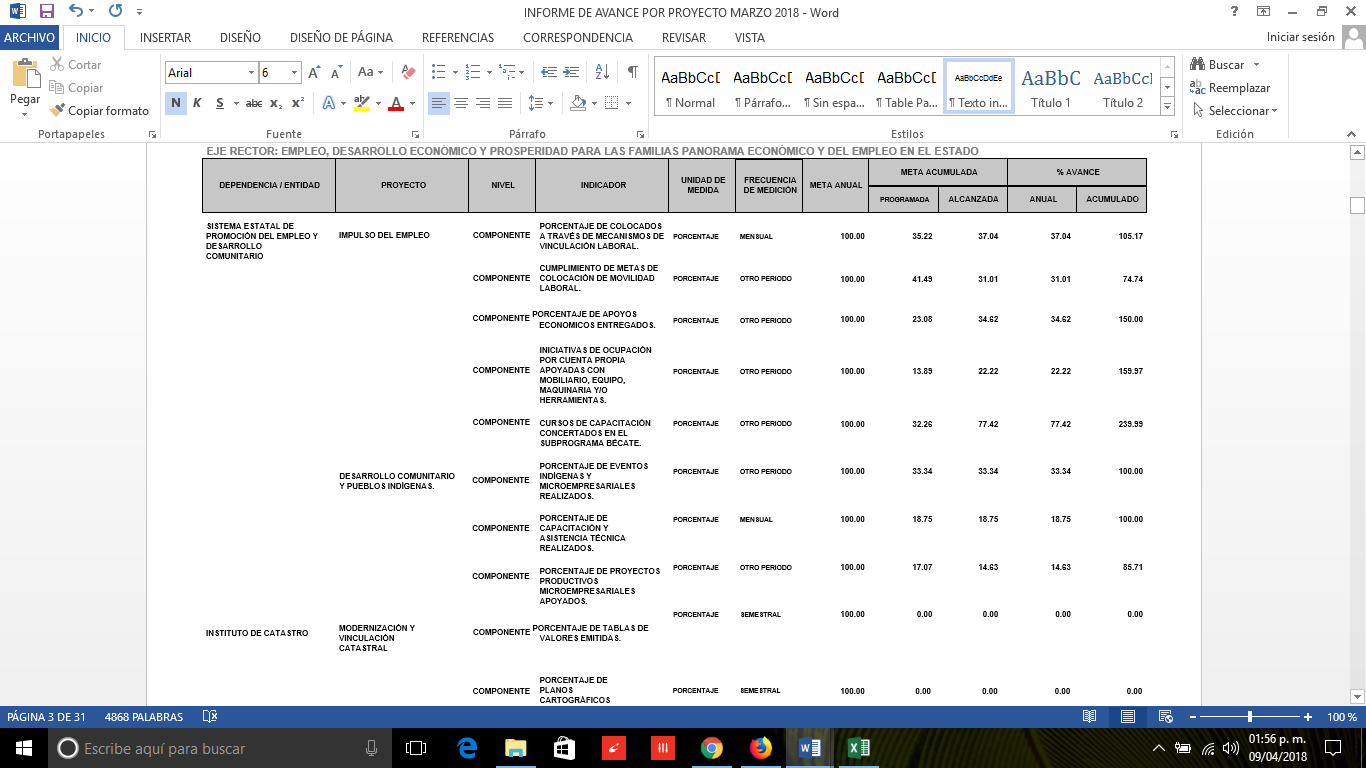 INFORME DE AVANCE POR PROYECTO MARZO 2018 - Word
ARCHIVO INICIO INSERTAR DISEÑO DISEÑO DE PÁGINA REFERENCIAS CORRESPONDENCIA REVISAR VISTA Iniciar sesión
Pegar
Cortar
Copiar
Copiar formato
Portapapeles
Arial 6
N K S abc x₂ x²
Fuente
Párrafo
AaBbCcD AaBbCcD AaBbCcD AaBbCcD AaBbCcDdEe AaBbC AaBbCcI
¶ Normal ¶ Párrafo... ¶ Sin espa... ¶ Table Pa... ¶ Texto in... Título 1 Título 2
Estilos
Buscar
Reemplazar
Seleccionar
Edición
EJE RECTOR: EMPLEO, DESARROLLO ECONÓMICO Y PROSPERIDAD PARA LAS FAMILIAS PANORAMA ECONÓMICO Y DEL EMPLEO EN EL ESTADO
DEPENDENCIA / ENTIDAD PROYECTO NIVEL INDICADOR UNIDAD DE MEDIDA FRECUENCIA DE MEDICIÓN META ANUAL META ACUMULADA % AVANCE
PROGRAMADA ALCANZADA ANUAL ACUMULADO
SISTEMA ESTATAL DE
PROMOCIÓN DEL EMPLEO Y
DESARROLLO
COMUNITARIO
IMPULSO DEL EMPLEO
COMPONENTE
PORCENTAJE DE COLOCADOS
A TRAVÉS DE MECANISMOS DE
VINCULACIÓN LABORAL.
PORCENTAJE MENSUAL 100.00 35.22 37.04 37.04 105.17
COMPONENTE
CUMPLIMIENTO DE METAS DE
COLOCACIÓN DE MOVILIDAD
LABORAL.
PORCENTAJE OTRO PERIODO 100.00 41.49 31.01 31.01 74.74
COMPONENTE
PORCENTAJE DE APOYOS
ECONOMICOS ENTREGADOS.
PORCENTAJE OTRO PERIODO 100.00 23.08 34.62 34.62 150.00
COMPONENTE
INICIATIVAS DE OCUPACIÓN
POR CUENTA PROPIA
APOYADAS CON
MOBILIARIO, EQUIPO,
MAQUINARIA Y/O
HERRAMIENTAS.
PORCENTAJE OTRO PERIODO 100.00 13.89 22.22 22.22 159.97
COMPONENTE
CURSOS DE CAPACITACIÓN
CONCERTADOS EN EL
SUBPROGRAMA BÉCATE.
PORCENTAJE OTRO PERIODO 100.00 32.26 77.42 77.42 239.99
DESARROLLO COMUNITARIO
Y PUEBLOS INDÍGENAS.
COMPONENTE
PORCENTAJE DE EVENTOS
INDÍGENAS Y
MICROEMPRESARIALES
REALIZADOS.
PORCENTAJE OTRO PERIODO 100.00 33.34 33.34 33.34 100.00
COMPONENTE
PORCENTAJE DE
CAPACITACIÓN Y
ASISTENCIA TÉCNICA
REALIZADOS.
PORCENTAJE MENSUAL 100.00 18.75 18.75 18.75 100.00
COMPONENTE
PORCENTAJE DE PROYECTOS
PRODUCTIVOS
MICROEMPRESARIALES
APOYADOS.
PORCENTAJE OTRO PERIODO 100.00 17.07 14.63 14.63 85.71
PORCENTAJE SEMESTRAL 100.00 0.00 0.00 0.00 0.00
INSTITUTO DE CATASTRO
MODERNIZACIÓN Y
VINCULACIÓN
CATASTRAL
COMPONENTE
PORCENTAJE DE TABLAS DE
VALORES EMITIDAS.
COMPONENTE
PORCENTAJE DE
PLANOS
CARTOGRÁFICOS
PORCENTAJE SEMESTRAL 100.00 0.00 0.00 0.00 0.00
PÁGINA 3 DE 31 4868 PALABRAS 100 %
Escribe aquí para buscar
01:56 p. m.
09/04/2018